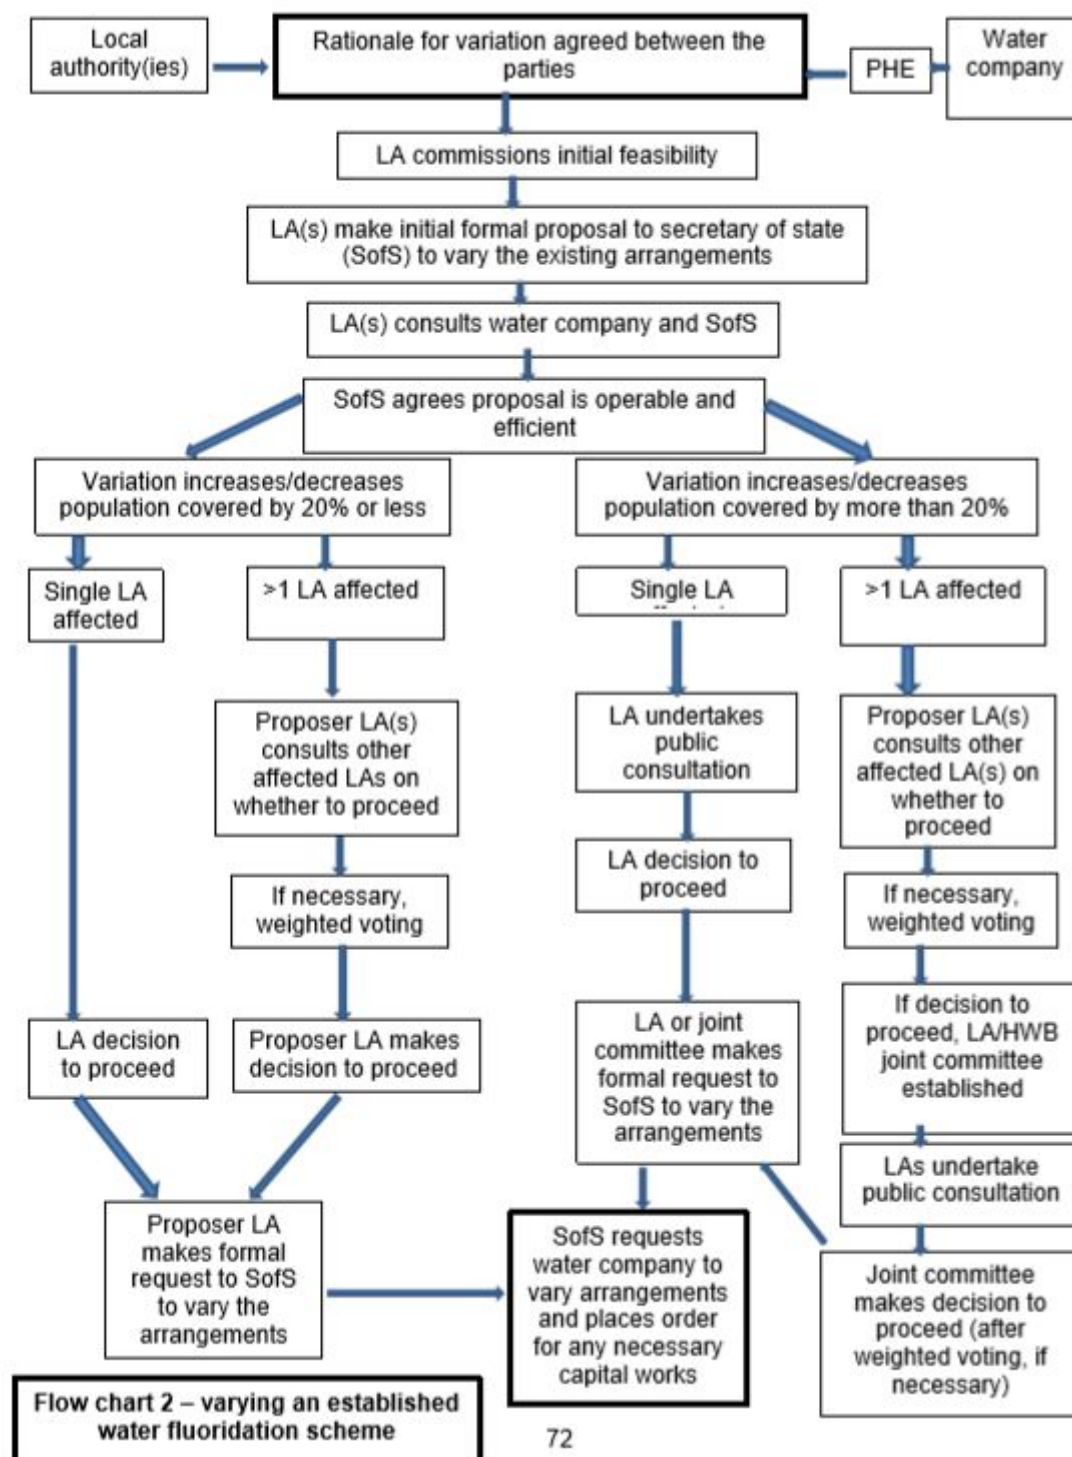 Local
authority(ies)
Rationale for variation agreed between the
parties
PHE
Water
company
LA commissions initial feasibility
LA(s) make initial formal proposal to secretary of state
(SofS) to vary the existing arrangements
LA(s) consults water company and SofS
SofS agrees proposal is operable and
efficient
Variation increases/decreases
population covered by 20% or less
Variation increases/decreases
population covered by more than 20%
Single LA
affected
>1 LA affected
Single LA
>1 LA affected
Proposer LA(s)
consults other
affected LAs on
whether to proceed
LA undertakes
public
consultation
Proposer LA(s)
consults other
affected LA(s) on
whether to
proceed
If necessary,
weighted voting
LA decision to
proceed
If necessary,
weighted voting
LA decision
to proceed
Proposer LA makes
decision to proceed
LA or joint
committee makes
formal request to
SofS to vary the
arrangements
If decision to
proceed, LA/HWB
joint committee
established
LAs undertake
public consultation
Proposer LA
makes formal
request to SofS
to vary the
arrangements
SofS requests
water company to
vary arrangements
and places order
for any necessary
capital works
Joint committee
makes decision to
proceed (after
weighted voting, if
necessary)
Flow chart 2 – varying an established
water fluoridation scheme
72